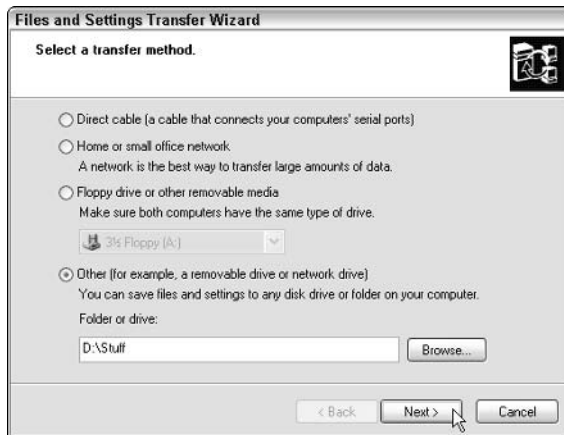 Files and Settings Transfer Wizard
Select a transfer method.
Direct cable (a cable that connects your computers' serial ports)
Home or small office network
A network is the best way to transfer large amounts of data.
Floppy drive or other removable media
Make sure both computers have the same type of drive.
3½ Floppy (A:)
Other (for example, a removable drive or network drive)
You can save files and settings to any disk drive or folder on your computer.
Folder or drive:
D:\Stuff
Browse...
< Back
Next >
Cancel